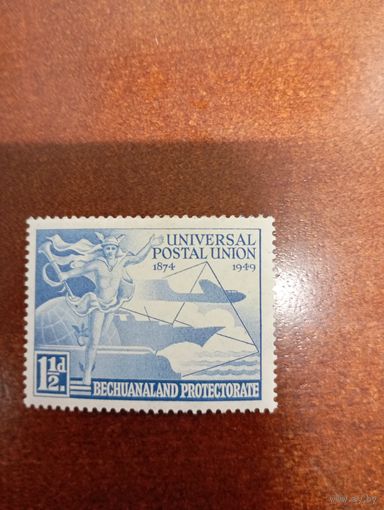 UNIVERSAL
POSTAL UNION
1874 1949
1½d.
BECHUANALAND PROTECTORATE